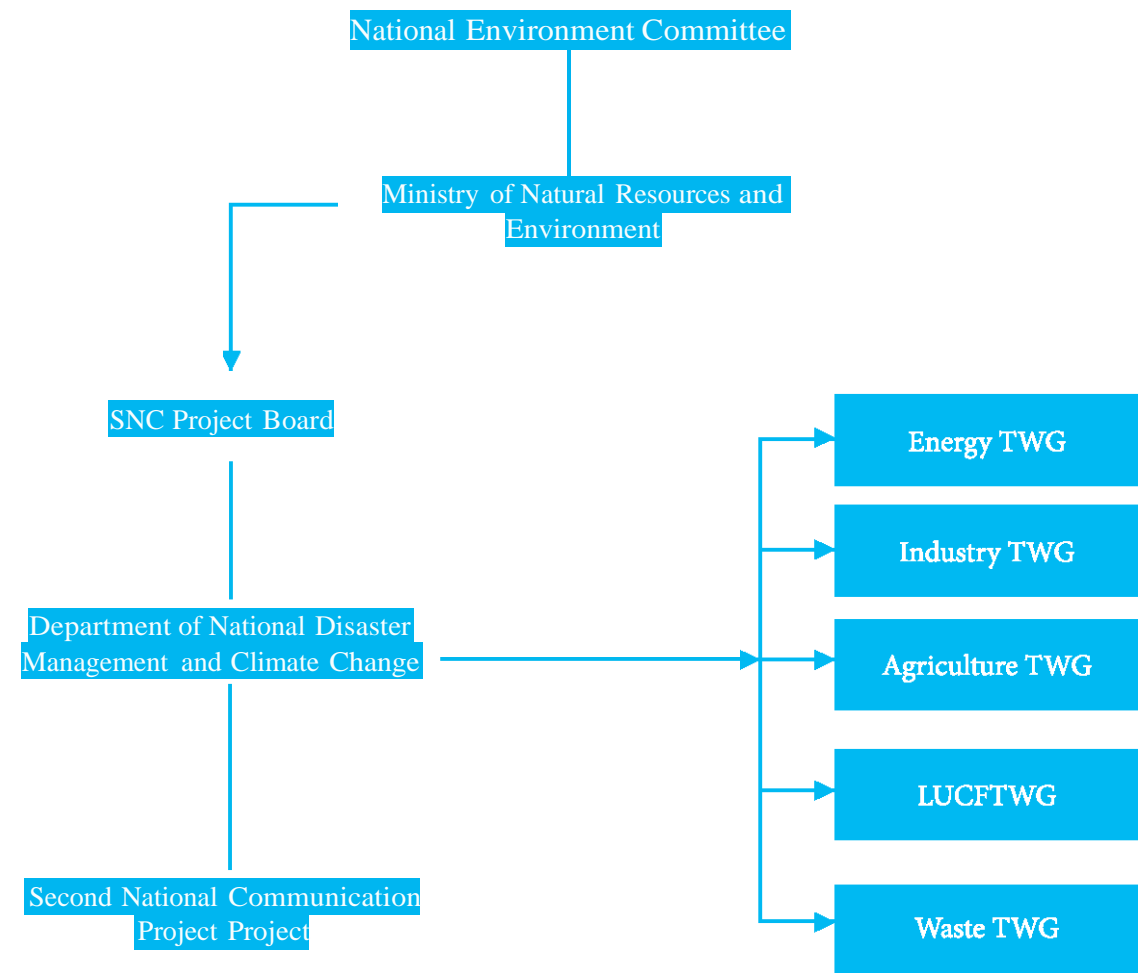 National Environment Committee
Ministry of Natural Resources and
Environment
SNC Project Board
Energy TWG
Industry TWG
Department of National Disaster
Management and Climate Change
Agriculture TWG
LUCFTWG
Second National Communication
Project Project
Waste TWG